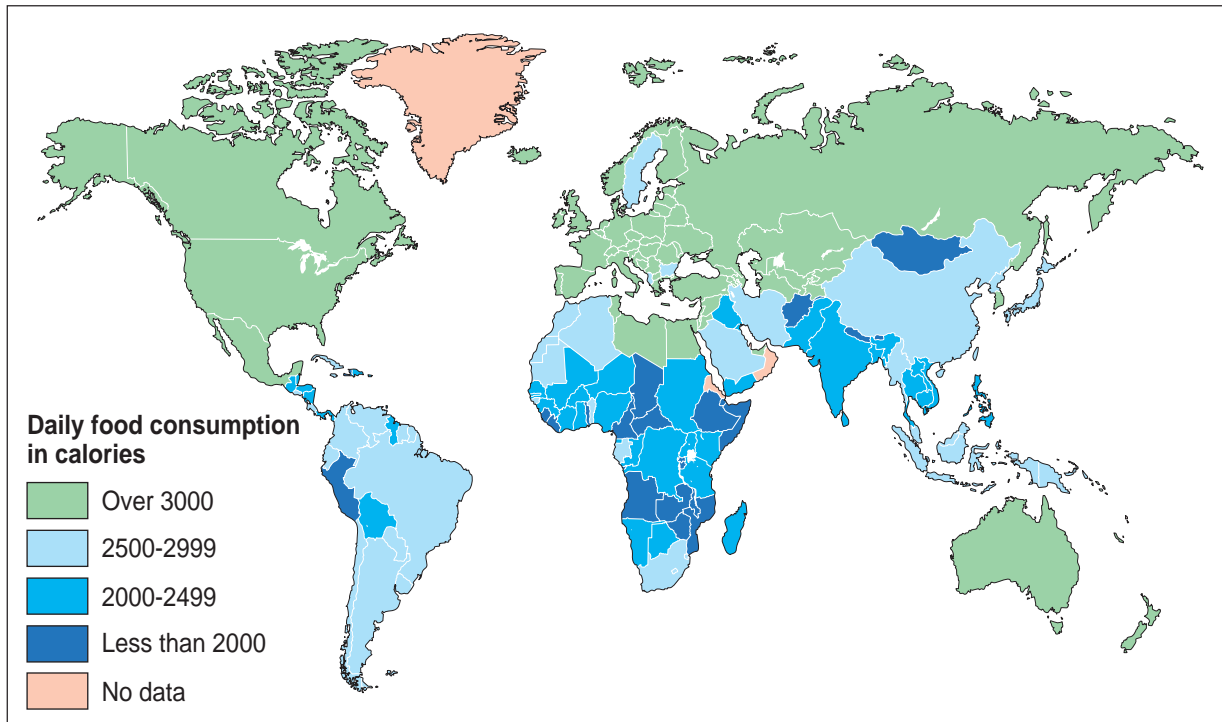 Daily food consumption
in calories
Over 3000
2500-2999
2000-2499
Less than 2000
No data